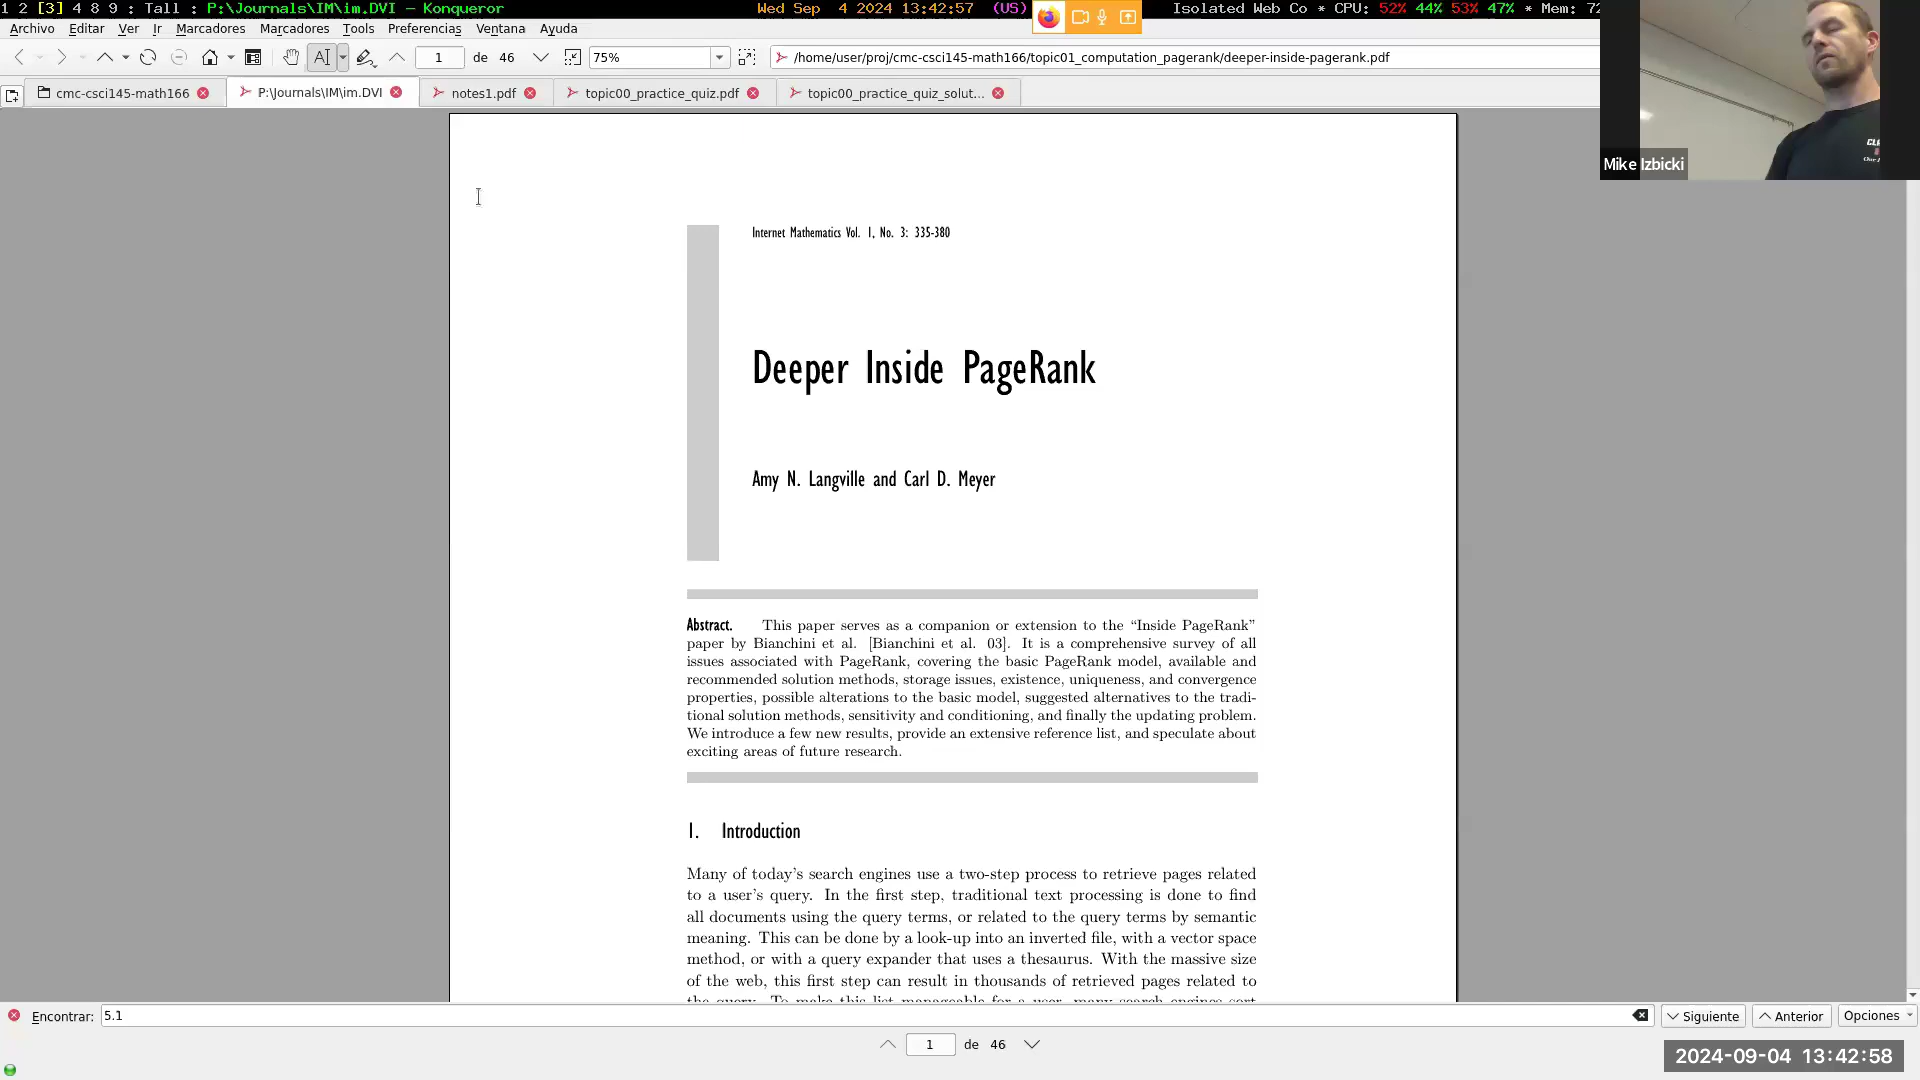 1 2 [3] 4 8 9 : Tall : P:\Journals\IM\im.DVI — Konqueror
Wed Sep 4 2024 13:42:57 (US)
Isolated Web Co * CPU: 52% 44% 53% 47% * Mem: 72
Archivo Editar Ver Ir Marcadores Marcadores Tools Preferencias Ventana Ayuda
1 de 46 75% /home/user/proj/cmc-csci145-math166/topic01_computation_pagerank/deeper-inside-pagerank.pdf
cmc-csci145-math166 P:\Journals\IM\im.DVI notes1.pdf topic00_practice_quiz.pdf topic00_practice_quiz_solut...
Mike Izbicki
Internet Mathematics Vol. 1, No. 3: 335-380
Deeper Inside PageRank
Amy N. Langville and Carl D. Meyer
Abstract. This paper serves as a companion or extension to the “Inside PageRank”
paper by Bianchini et al. [Bianchini et al. 03]. It is a comprehensive survey of all
issues associated with PageRank, covering the basic PageRank model, available and
recommended solution methods, storage issues, existence, uniqueness, and convergence
properties, possible alterations to the basic model, suggested alternatives to the tradi-
tional solution methods, sensitivity and conditioning, and finally the updating problem.
We introduce a few new results, provide an extensive reference list, and speculate about
exciting areas of future research.
1. Introduction
Many of today’s search engines use a two-step process to retrieve pages related
to a user’s query. In the first step, traditional text processing is done to find
all documents using the query terms, or related to the query terms by semantic
meaning. This can be done by a look-up into an inverted file, with a vector space
method, or with a query expander that uses a thesaurus. With the massive size
of the web, this first step can result in thousands of retrieved pages related to
the query. To make this list manageable for a user, many search engines sort
Encontrar: 5.1 Siguiente Anterior Opciones
1 de 46
2024-09-04 13:42:58